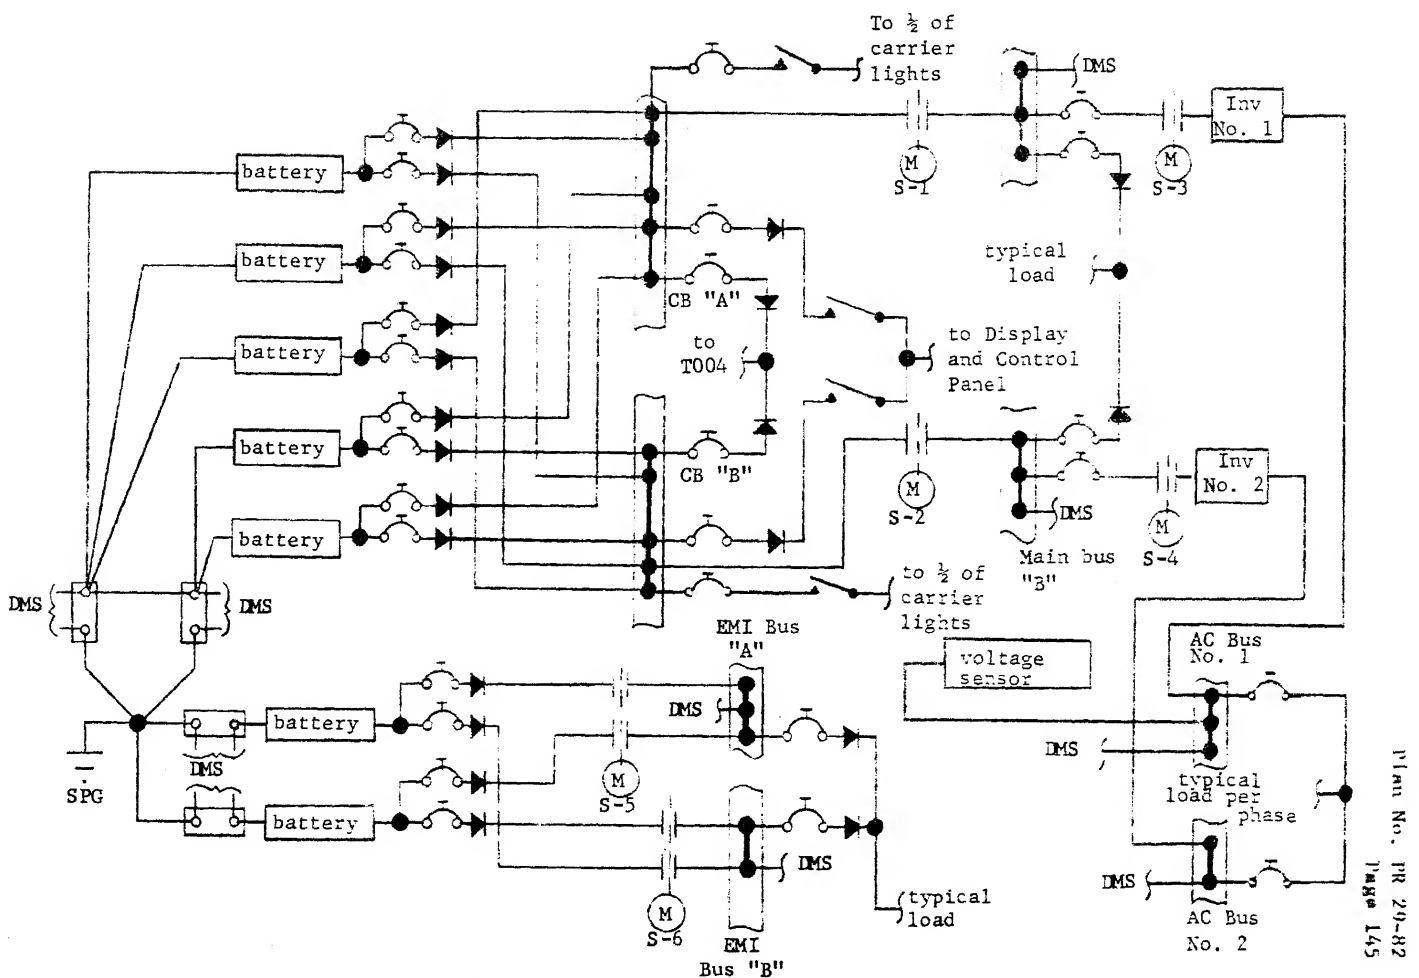 To ½ of
carrier
lights
DMS
Inv
No. 1
M
S-1
M
S-3
battery
battery
battery
battery
battery
CB "A"
to
T004
CB "B"
to Display
and Control
Panel
typical
load
M
S-2
Inv
No. 2
M
S-4
DMS
Main bus
"B"
to ½ of
carrier
lights
DMS
DMS
SPG
DMS
battery
battery
EMI Bus
"A"
DMS
M
S-5
M
S-6
DMS
EMI
Bus "B"
typical
load
voltage
sensor
AC Bus
No. 1
DMS
typical
load per
phase
DMS
AC Bus
No. 2
Plan No. PR 29-82
Page 145